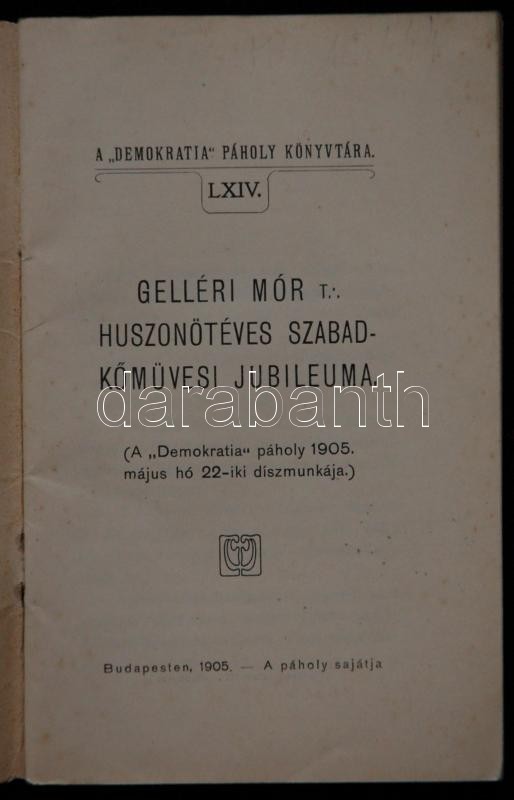 A „DEMOKRATIA“ PÁHOLY KÖNYVTÁRA.
LXIV.
GELLÉRI MÓR T∴
HUSZONÖTÉVES SZABAD-
KŐMÜVESI JUBILEUMA.
darabanth
(A „Demokratia“ páholy 1905.
május hó 22-iki díszmunkája.)
Budapesten, 1905. — A páholy sajátja